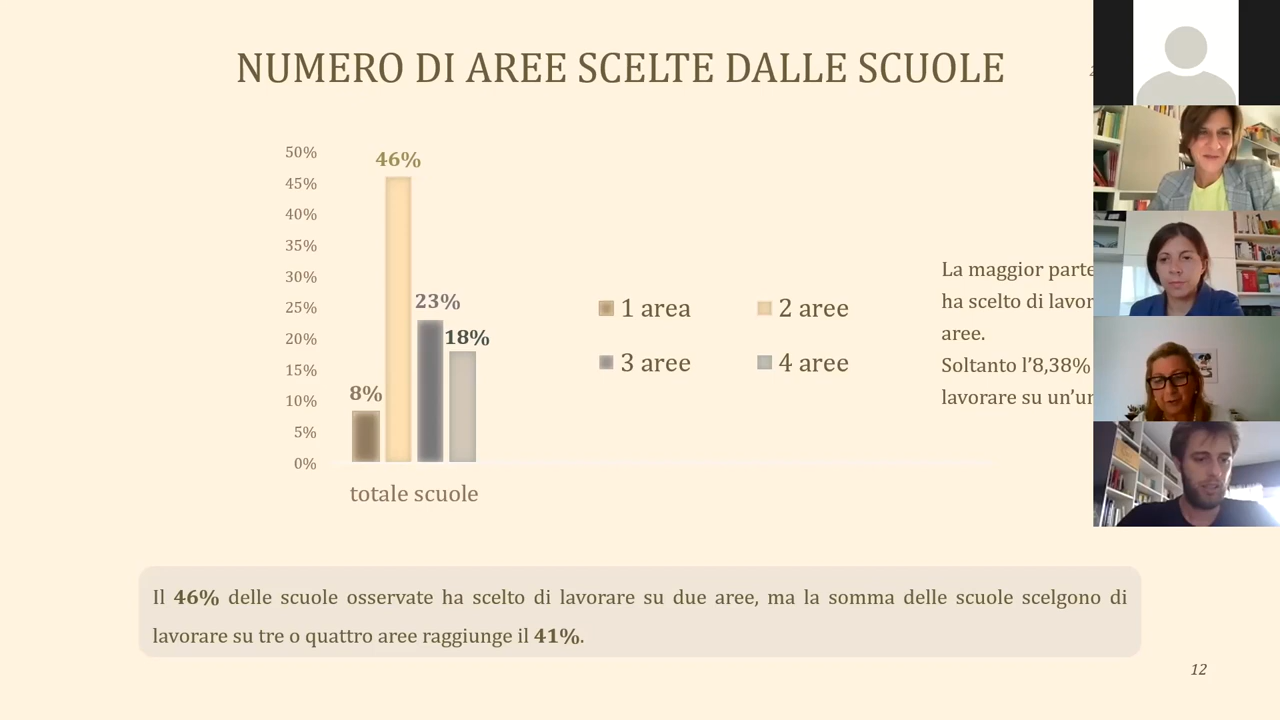 NUMERO DI AREE SCELTE DALLE SCUOLE
50%
45%
40%
35%
30%
25%
20%
15%
10%
5%
0%
8%
46%
23%
18%
totale scuole
1 area
2 aree
3 aree
4 aree
La maggior parte
ha scelto di
aree.
Soltanto l'8,38%
lavorare su
Il 46% delle scuole osservate ha scelto di lavorare su due aree, ma la somma delle scuole scelgono di
lavorare su tre o quattro aree raggiunge il 41%.
12